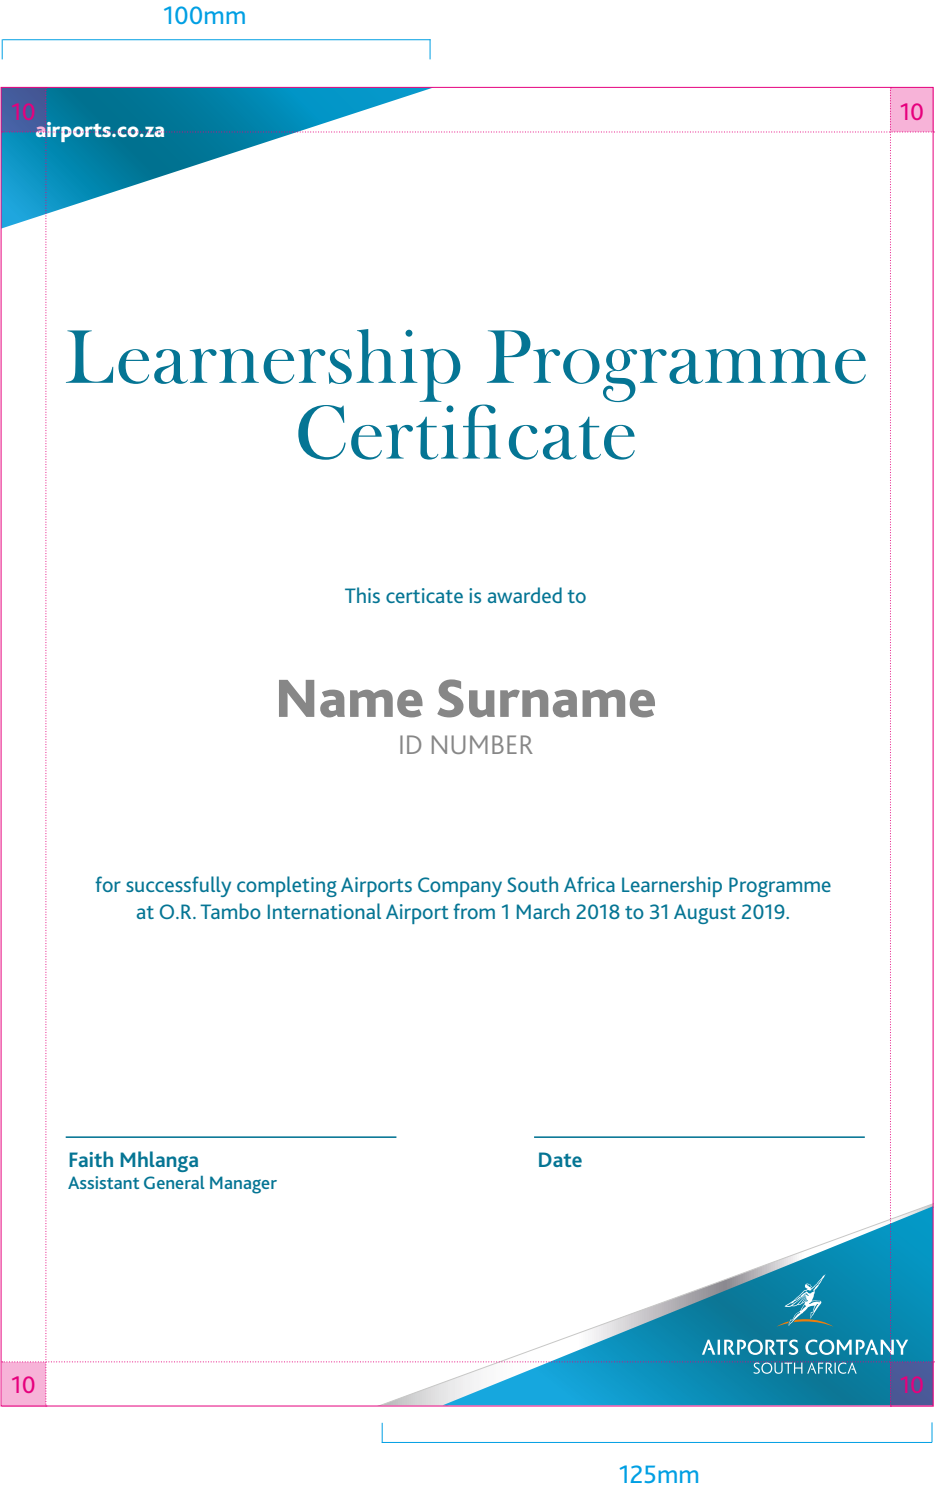 100mm
10
10
airports.co.za
Learnership Programme
Certificate
This certicate is awarded to
Name Surname
ID NUMBER
for successfully completing Airports Company South Africa Learnership Programme
at O.R. Tambo International Airport from 1 March 2018 to 31 August 2019.
Faith Mhlanga
Assistant General Manager
Date
AIRPORTS COMPANY
SOUTH AFRICA
10
10
125mm